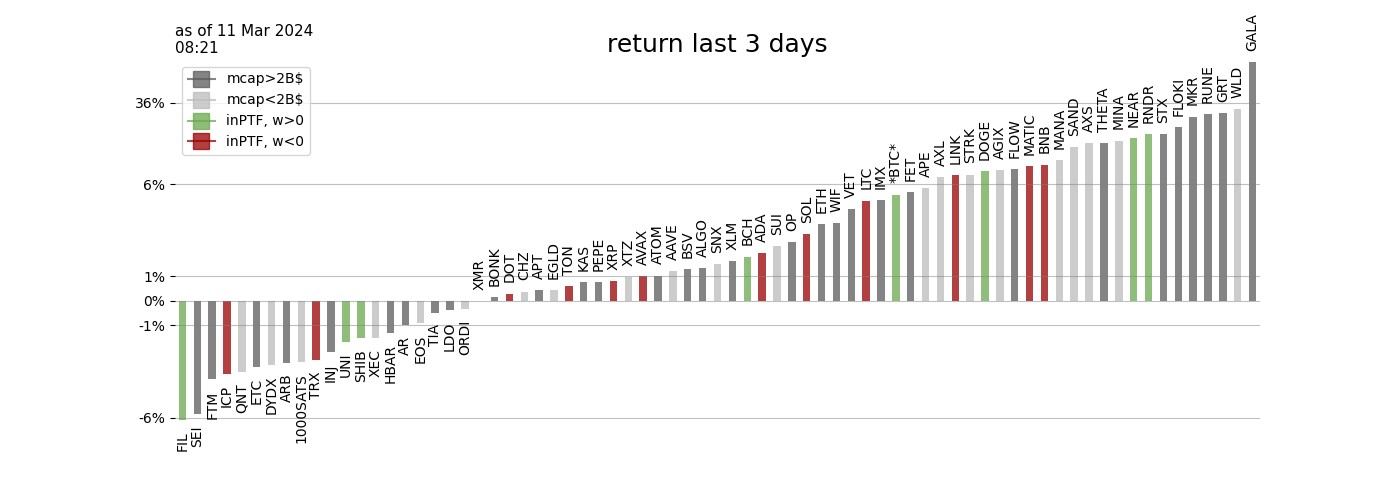 as of 11 Mar 2024
08:21
return last 3 days
mcap>2B$
mcap<2B$
inPTF, w>0
inPTF, w<0
36%
6%
1%
0%
-1%
-6%
FIL
SEI
FTM
ICP
QNT
ETC
DYDX
ARB
1000SATS
TRX
INJ
UNI
SHIB
XEC
HBAR
AR
EOS
TIA
LDO
ORDI
XMR
BONK
DOT
CHZ
APT
EGLD
TON
KAS
PEPE
XRP
XTZ
AVAX
ATOM
AAVE
BSV
ALGO
SNX
XLM
BCH
ADA
SUI
OP
SOL
ETH
WIF
VET
LTC
IMX
*BTC*
FET
APE
AXL
LINK
STRK
DOGE
AGIX
FLOW
MATIC
BNB
MANA
SAND
AXS
THETA
MINA
NEAR
RNDR
STX
FLOKI
MKR
RUNE
GRT
WLD
GALA